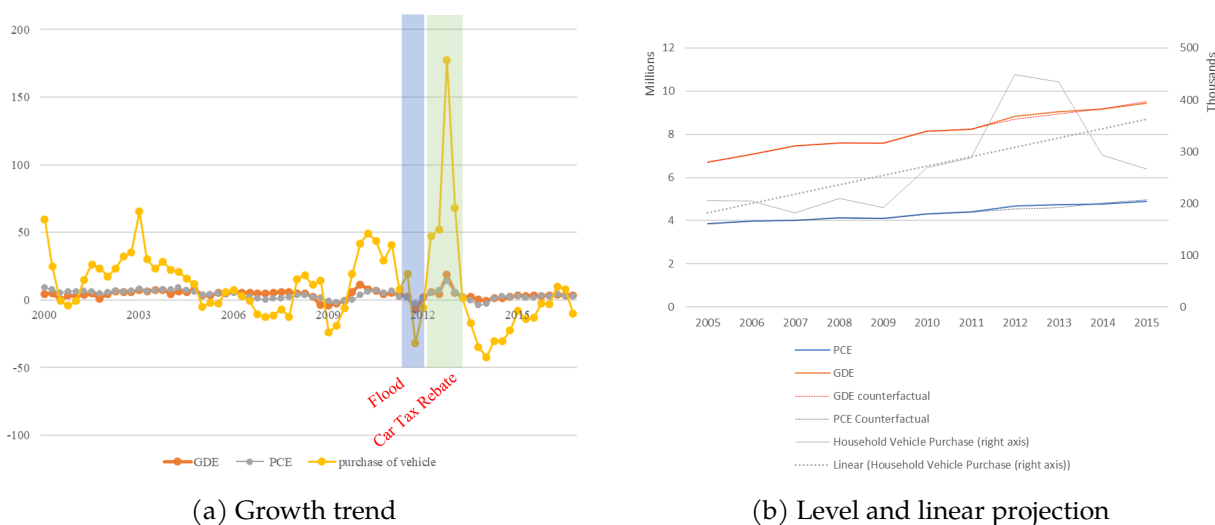 200
150
100
50
0
-50
-100
2000
2003
2006
2009
2012
2015
Flood
Car Tax Rebate
GDE
PCE
purchase of vehicle
(a) Growth trend
Millions
12
10
8
6
4
2
0
500
400
300
200
100
0
Thousands
2005 2006 2007 2008 2009 2010 2011 2012 2013 2014 2015
PCE
GDE
GDE counterfactual
PCE Counterfactual
Household Vehicle Purchase (right axis)
Linear (Household Vehicle Purchase (right axis))
(b) Level and linear projection